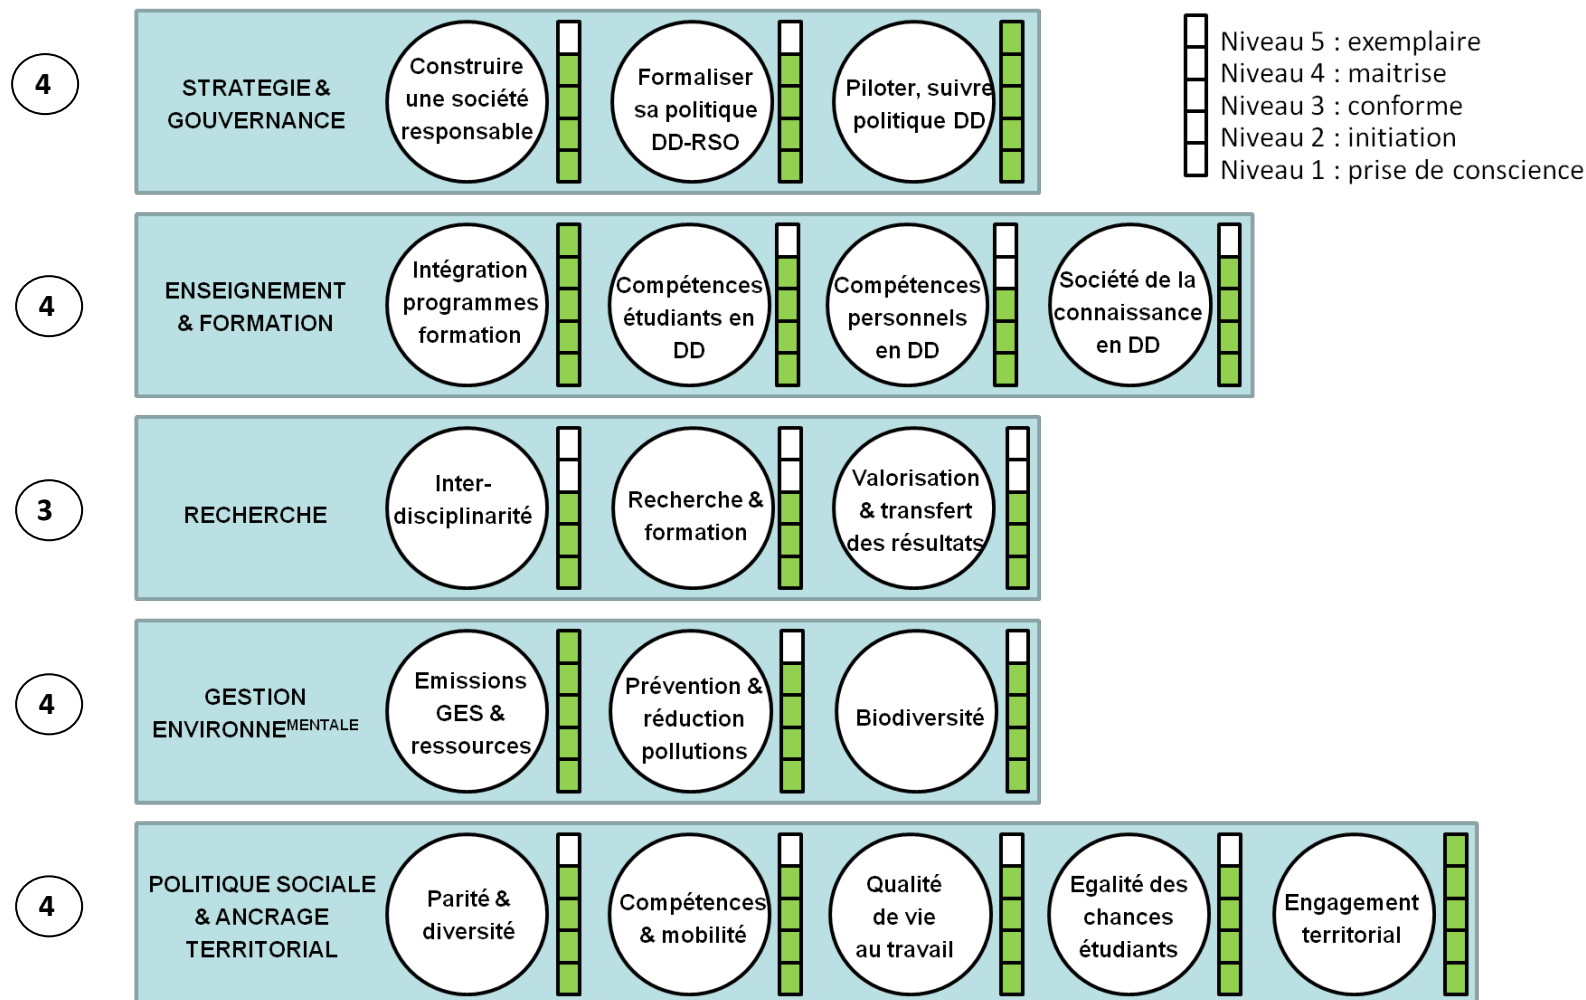 4
STRATEGIE &
GOUVERNANCE
Construire
une société
responsable
Formaliser
sa politique
DD-RSO
Piloter, suivre
politique DD
Niveau 5 : exemplaire
Niveau 4 : maitrise
Niveau 3 : conforme
Niveau 2 : initiation
Niveau 1 : prise de conscience
4
ENSEIGNEMENT
& FORMATION
Intégration
programmes
formation
Compétences
étudiants en
DD
Compétences
personnels
en DD
Société de la
connaissance
en DD
3
RECHERCHE
Inter-
disciplinarité
Recherche &
formation
Valorisation
& transfert
des résultats
4
GESTION
ENVIRONNEMENTALE
Emissions
GES &
ressources
Prévention &
réduction
pollutions
Biodiversité
4
POLITIQUE SOCIALE
& ANCRAGE
TERRITORIAL
Parité &
diversité
Compétences
& mobilité
Qualité
de vie
au travail
Egalité des
chances
étudiants
Engagement
territorial